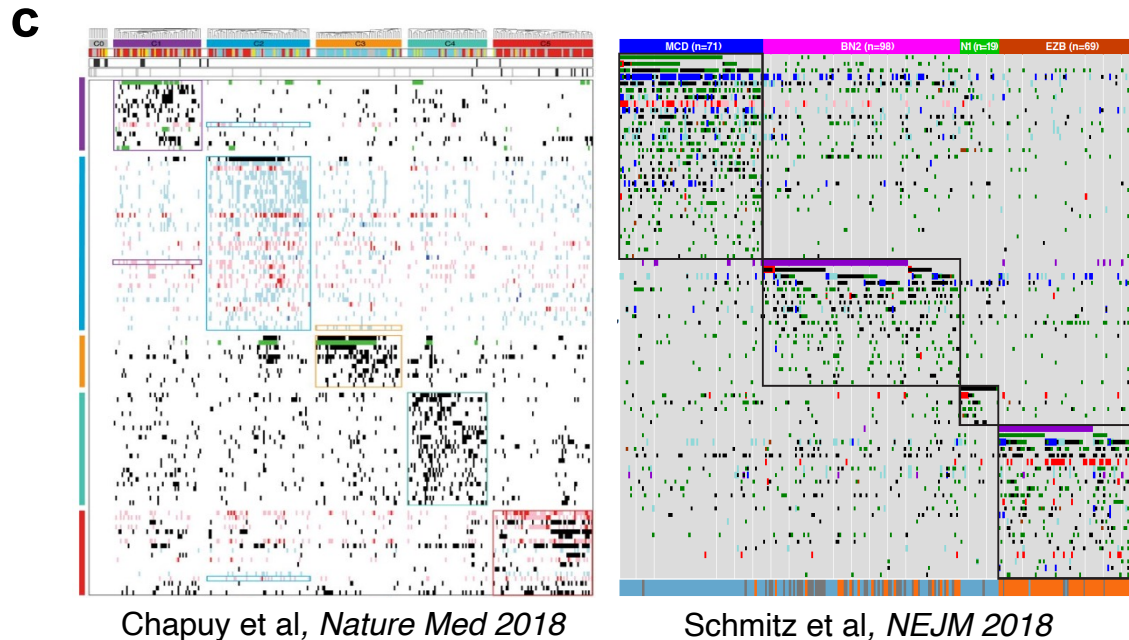 c
C0 C1 C2 C3 C4 C5
MCD (n=71) BN2 (n=98) N1 (n=19) EZB (n=69)
Chapuy et al, Nature Med 2018
Schmitz et al, NEJM 2018